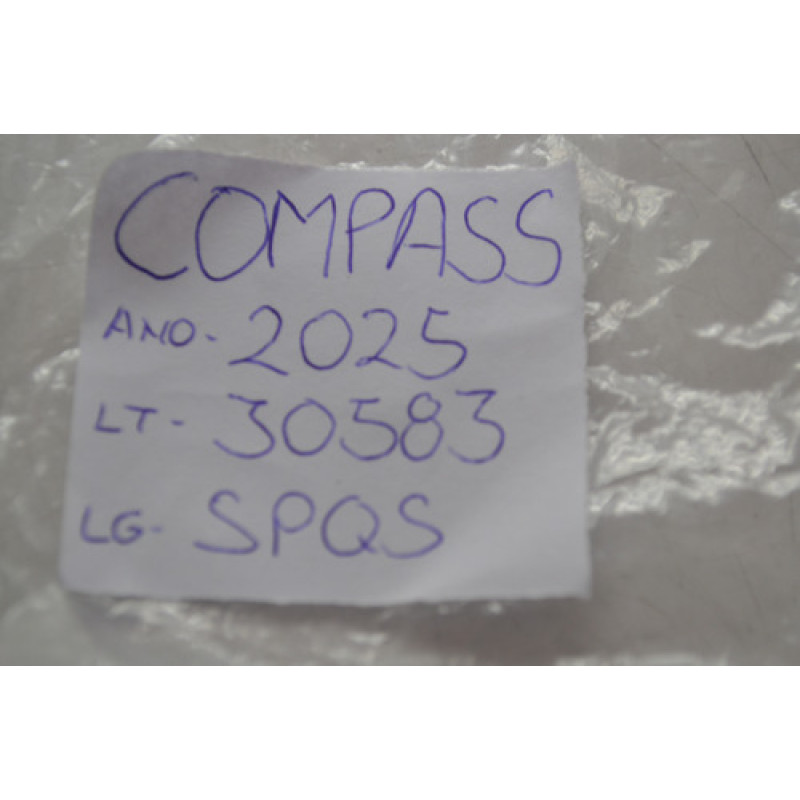 COMPASS
ANO- 2025
LT- 30583
LG- SPQS